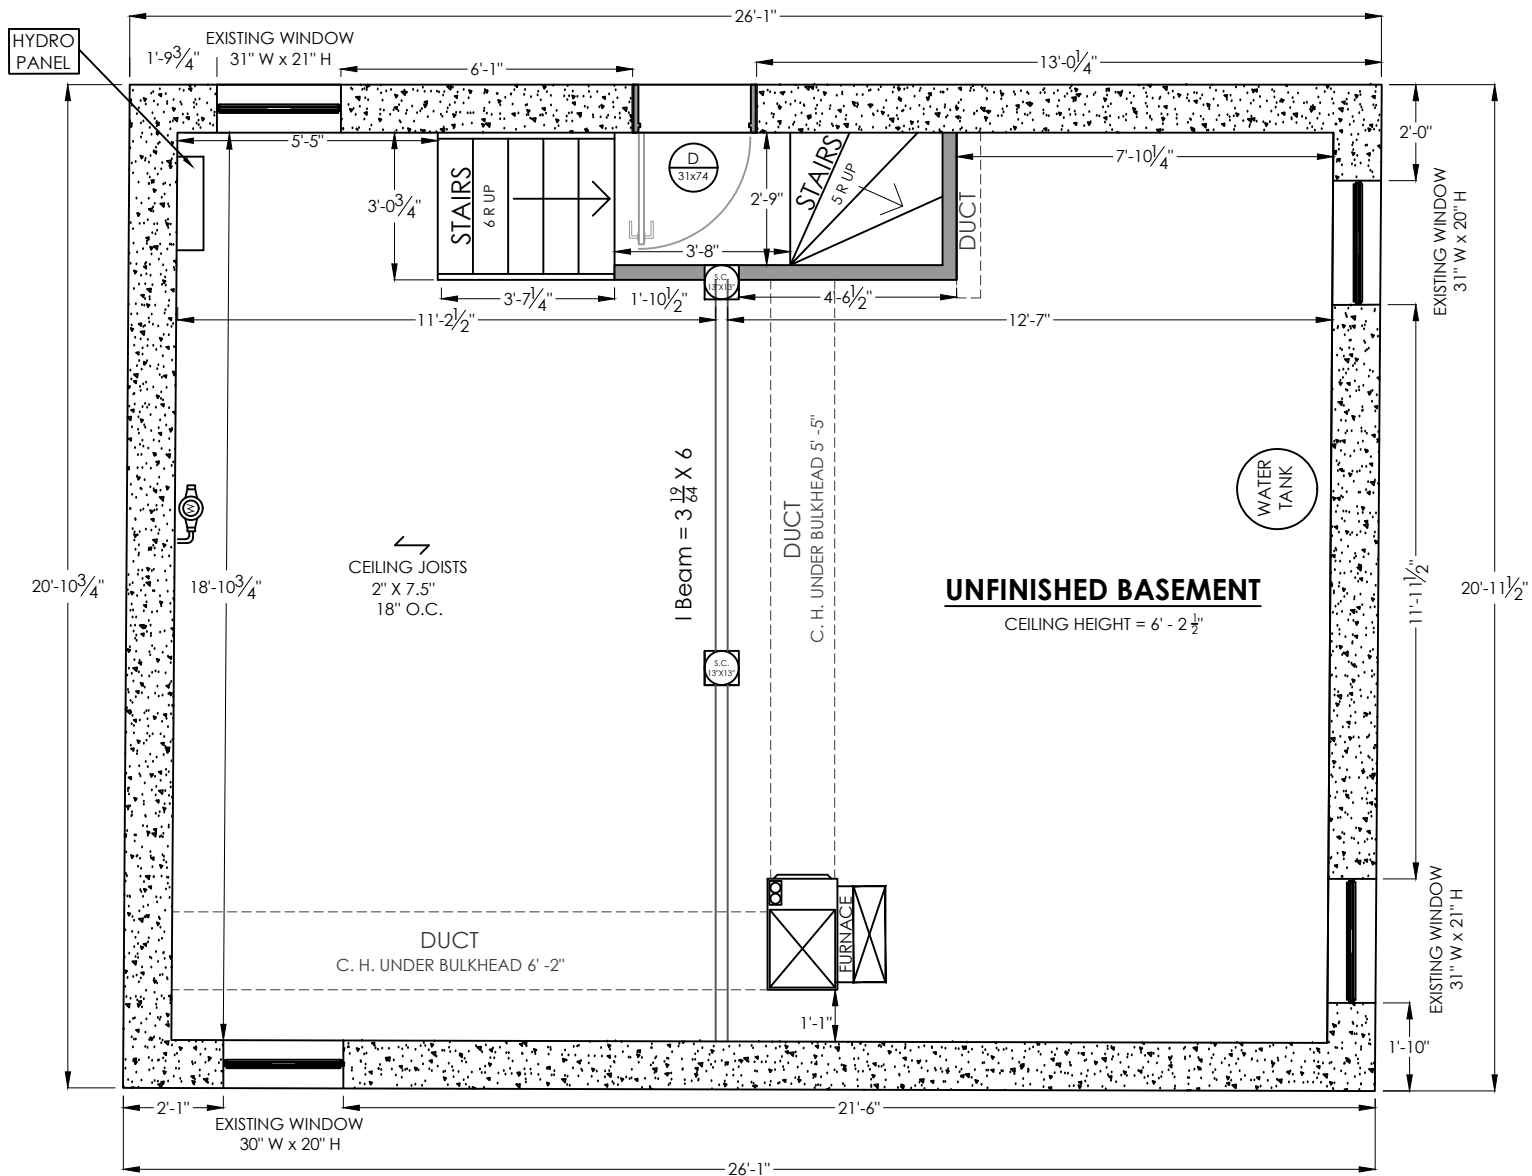 26'-1"
HYDRO
PANEL
1'-9¾"
EXISTING WINDOW
31" W x 21" H
6'-1"
13'-0¼"
5'-5"
STAIRS
6 R UP
3'-0¾"
D
31x74
2'-9"
STAIRS
5 R UP
DUCT
7'-10¼"
2'-0"
EXISTING WINDOW
31" W x 20" H
3'-8"
S.C.
13"X13"
3'-7¼"
1'-10½"
4'-6½"
11'-2½"
12'-7"
I Beam = 3 19/64 X 6
DUCT
C. H. UNDER BULKHEAD 5' -5"
WATER
TANK
W
CEILING JOISTS
2" X 7.5"
18" O.C.
20'-10¾"
18'-10¾"
UNFINISHED BASEMENT
CEILING HEIGHT = 6' - 2 ½"
11'-11½"
20'-11½"
S.C.
13"X13"
DUCT
C. H. UNDER BULKHEAD 6' -2"
FURNACE
EXISTING WINDOW
31" W x 21" H
1'-1"
1'-10"
2'-1"
EXISTING WINDOW
30" W x 20" H
21'-6"
26'-1"